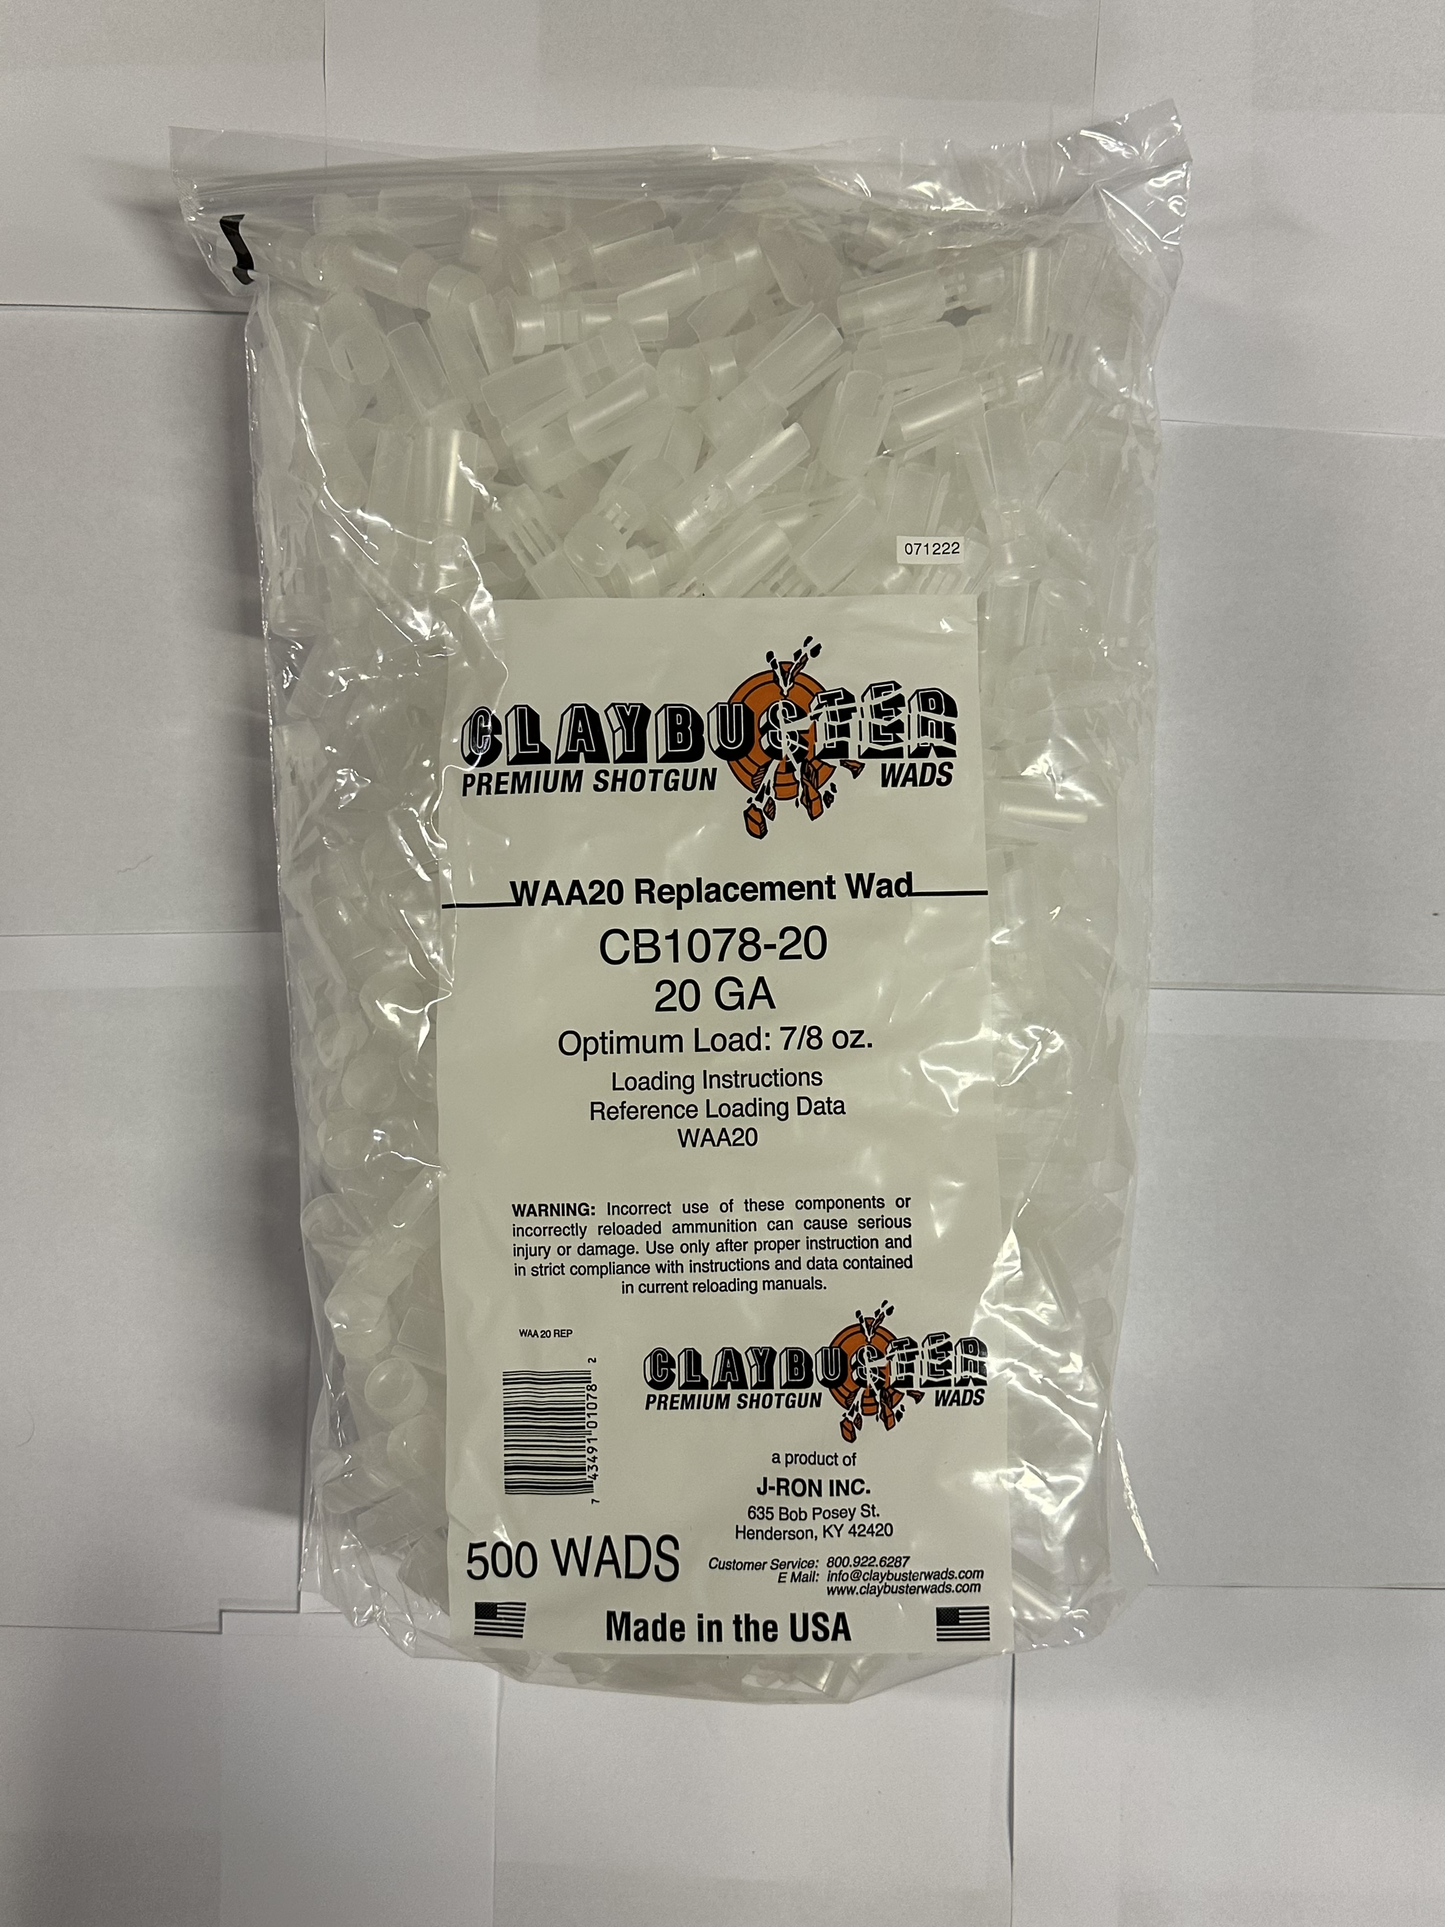 071222
CLAYBUSTER
PREMIUM SHOTGUN WADS
WAA20 Replacement Wad
CB1078-20
20 GA
Optimum Load: 7/8 oz.
Loading Instructions
Reference Loading Data
WAA20
WARNING: Incorrect use of these components or
incorrectly reloaded ammunition can cause serious
injury or damage. Use only after proper instruction and
in strict compliance with instructions and data contained
in current reloading manuals.
WAA 20 REP
7 43491 01078 2
CLAYBUSTER
PREMIUM SHOTGUN WADS
a product of
J-RON INC.
635 Bob Posey St.
Henderson, KY 42420
500 WADS
Customer Service: 800.922.6287
E Mail: info@claybusterwads.com
www.claybusterwads.com
Made in the USA